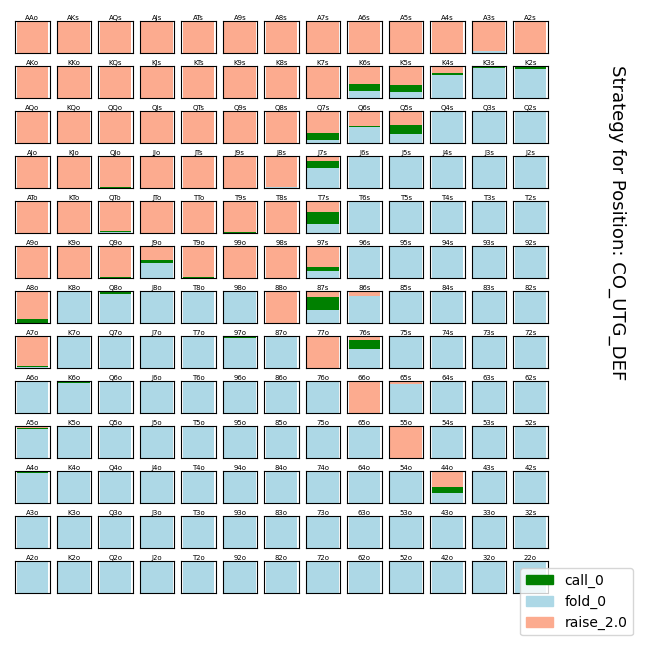 AAo AKs AQs AJs ATs A9s A8s A7s A6s A5s A4s A3s A2s
AKo KKo KQs KJs KTs K9s K8s K7s K6s K5s K4s K3s K2s
AQo KQo QQo QJs QTs Q9s Q8s Q7s Q6s Q5s Q4s Q3s Q2s
AJo KJo QJo JJo JTs J9s J8s J7s J6s J5s J4s J3s J2s
ATo KTo QTo JTo TTo T9s T8s T7s T6s T5s T4s T3s T2s
A9o K9o Q9o J9o T9o 99o 98s 97s 96s 95s 94s 93s 92s
A8o K8o Q8o J8o T8o 98o 88o 87s 86s 85s 84s 83s 82s
A7o K7o Q7o J7o T7o 97o 87o 77o 76s 75s 74s 73s 72s
A6o K6o Q6o J6o T6o 96o 86o 76o 66o 65s 64s 63s 62s
A5o K5o Q5o J5o T5o 95o 85o 75o 65o 55o 54s 53s 52s
A4o K4o Q4o J4o T4o 94o 84o 74o 64o 54o 44o 43s 42s
A3o K3o Q3o J3o T3o 93o 83o 73o 63o 53o 43o 33o 32s
A2o K2o Q2o J2o T2o 92o 82o 72o 62o 52o 42o 32o 22o
Strategy for Position: CO_UTG_DEF
call_0
fold_0
raise_2.0